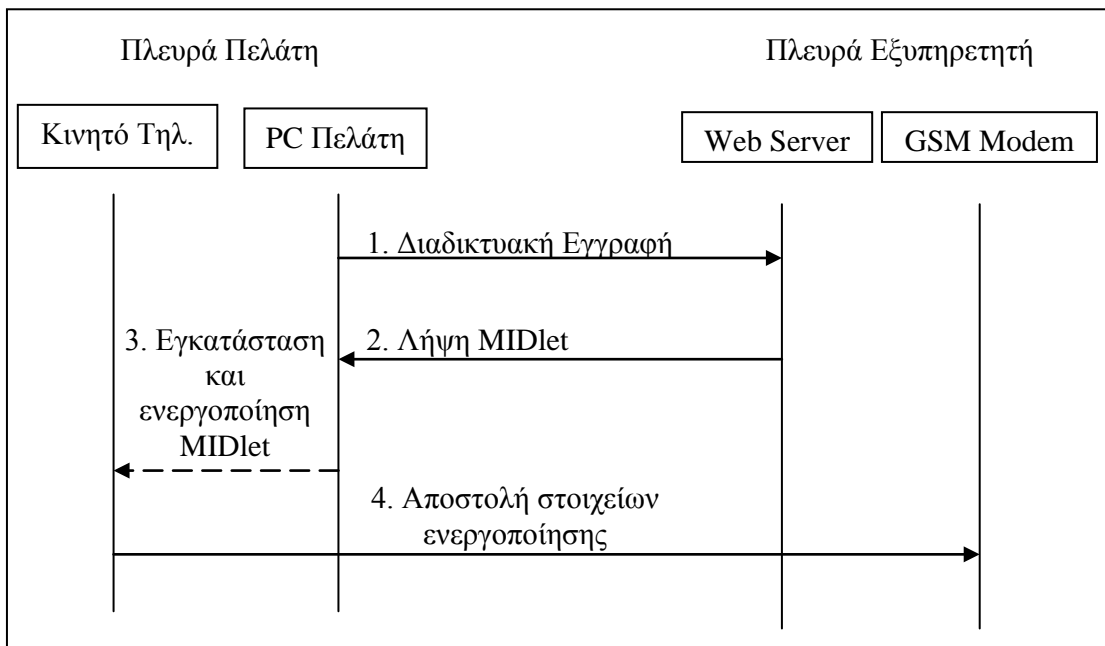 Πλευρά Πελάτη
Πλευρά Εξυπηρετητή
Κινητό Τηλ.
PC Πελάτη
Web Server
GSM Modem
1. Διαδικτυακή Εγγραφή
2. Λήψη MIDlet
3. Εγκατάσταση
και
ενεργοποίηση
MIDlet
4. Αποστολή στοιχείων
ενεργοποίησης